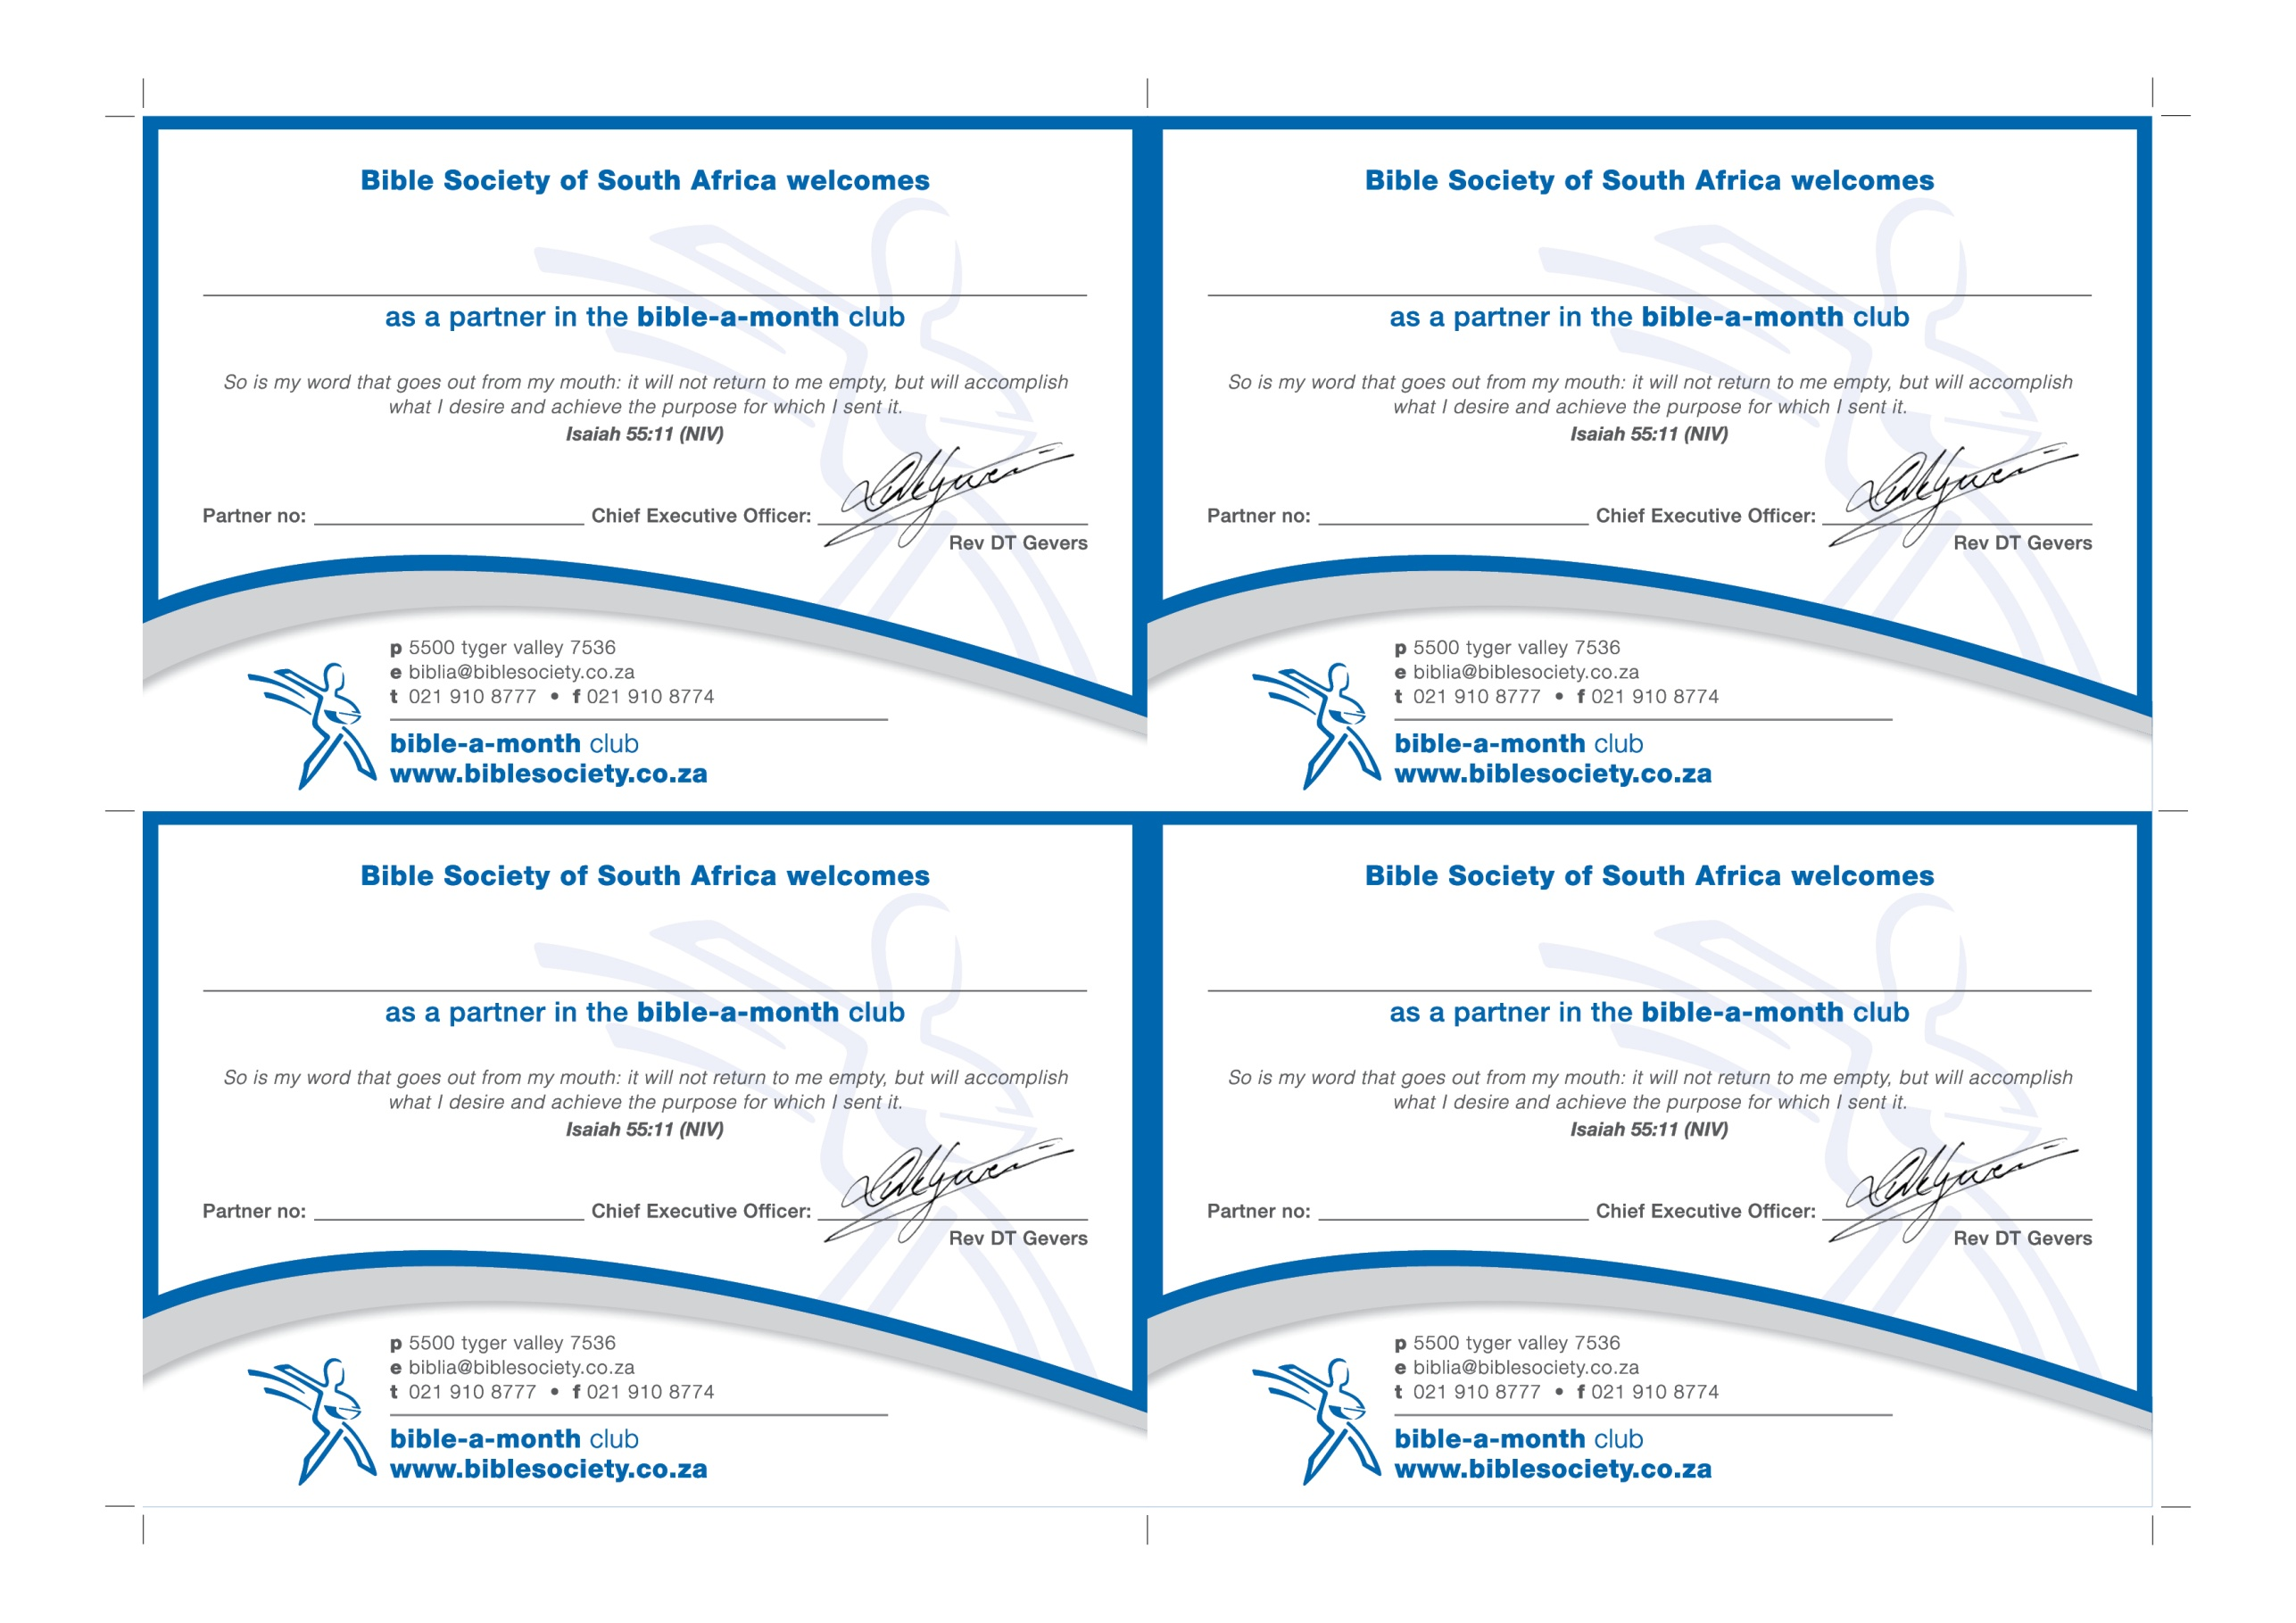 Bible Society of South Africa welcomes
as a partner in the bible-a-month club
So is my word that goes out from my mouth: it will not return to me empty, but will accomplish
what I desire and achieve the purpose for which I sent it.
Isaiah 55:11 (NIV)
Partner no: Chief Executive Officer:
Rev DT Gevers
p 5500 tyger valley 7536
e biblia@biblesociety.co.za
t 021 910 8777 • f 021 910 8774
bible-a-month club
www.biblesociety.co.za
Bible Society of South Africa welcomes
as a partner in the bible-a-month club
So is my word that goes out from my mouth: it will not return to me empty, but will accomplish
what I desire and achieve the purpose for which I sent it.
Isaiah 55:11 (NIV)
Partner no: Chief Executive Officer:
Rev DT Gevers
p 5500 tyger valley 7536
e biblia@biblesociety.co.za
t 021 910 8777 • f 021 910 8774
bible-a-month club
www.biblesociety.co.za
Bible Society of South Africa welcomes
as a partner in the bible-a-month club
So is my word that goes out from my mouth: it will not return to me empty, but will accomplish
what I desire and achieve the purpose for which I sent it.
Isaiah 55:11 (NIV)
Partner no: Chief Executive Officer:
Rev DT Gevers
p 5500 tyger valley 7536
e biblia@biblesociety.co.za
t 021 910 8777 • f 021 910 8774
bible-a-month club
www.biblesociety.co.za
Bible Society of South Africa welcomes
as a partner in the bible-a-month club
So is my word that goes out from my mouth: it will not return to me empty, but will accomplish
what I desire and achieve the purpose for which I sent it.
Isaiah 55:11 (NIV)
Partner no: Chief Executive Officer:
Rev DT Gevers
p 5500 tyger valley 7536
e biblia@biblesociety.co.za
t 021 910 8777 • f 021 910 8774
bible-a-month club
www.biblesociety.co.za